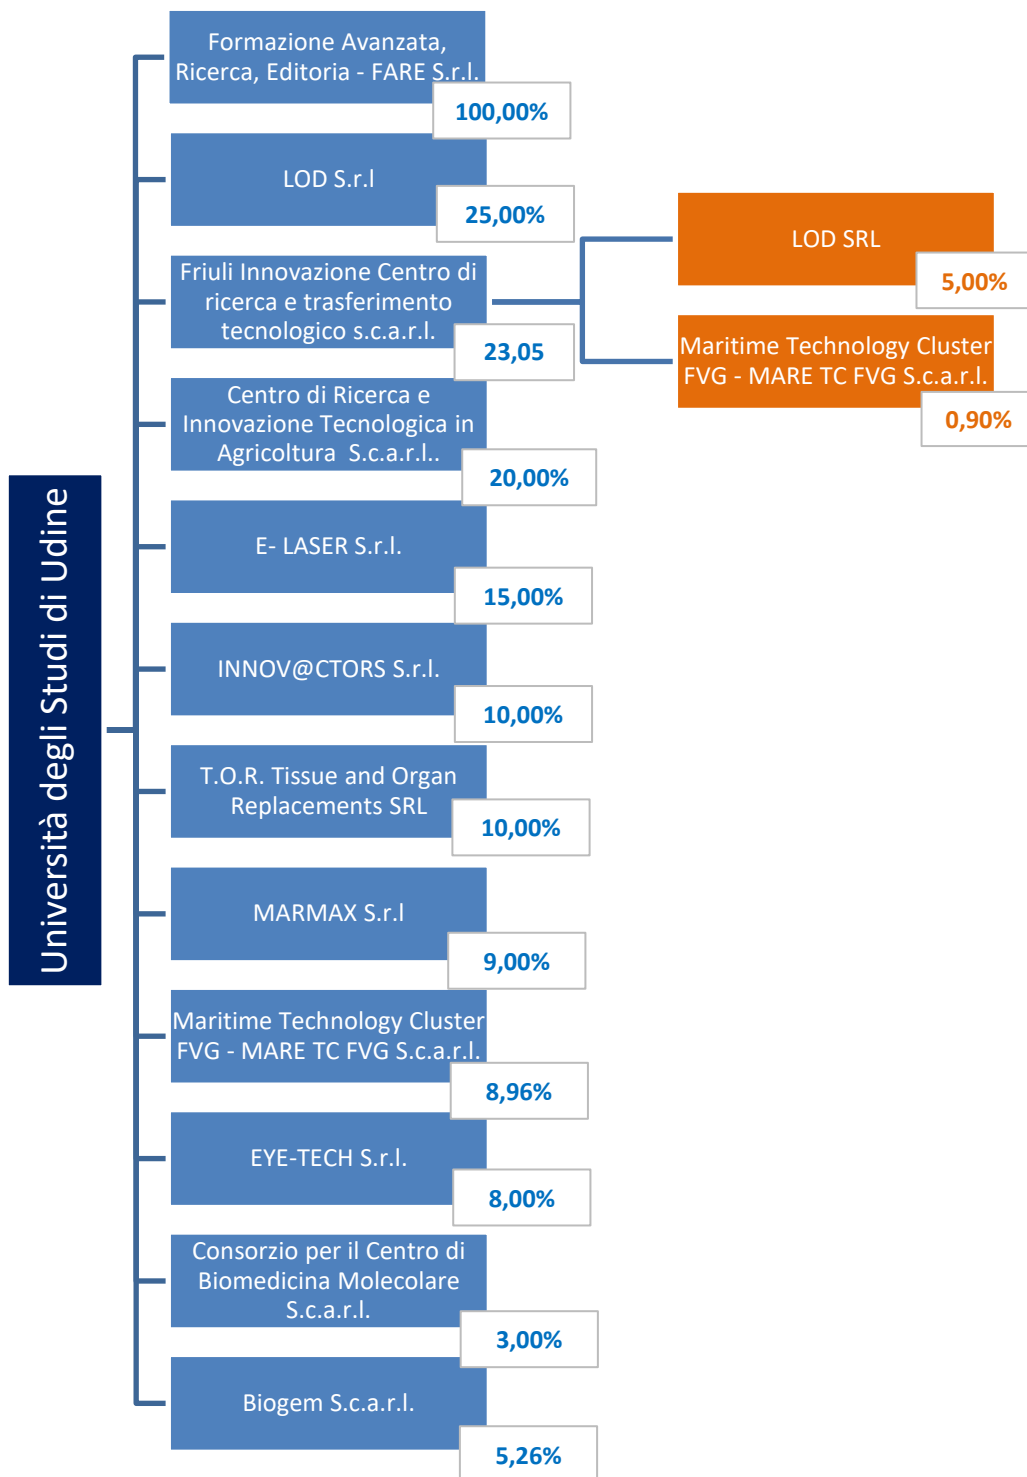 Università degli Studi di Udine
Formazione Avanzata,
Ricerca, Editoria - FARE S.r.l.
100,00%
LOD S.r.l
25,00%
Friuli Innovazione Centro di
ricerca e trasferimento
tecnologico s.c.a.r.l.
23,05
LOD SRL
5,00%
Maritime Technology Cluster
FVG - MARE TC FVG S.c.a.r.l.
0,90%
Centro di Ricerca e
Innovazione Tecnologica in
Agricoltura  S.c.a.r.l..
20,00%
E- LASER S.r.l.
15,00%
INNOV@CTORS S.r.l.
10,00%
T.O.R. Tissue and Organ
Replacements SRL
10,00%
MARMAX S.r.l
9,00%
Maritime Technology Cluster
FVG - MARE TC FVG S.c.a.r.l.
8,96%
EYE-TECH S.r.l.
8,00%
Consorzio per il Centro di
Biomedicina Molecolare
S.c.a.r.l.
3,00%
Biogem S.c.a.r.l.
5,26%